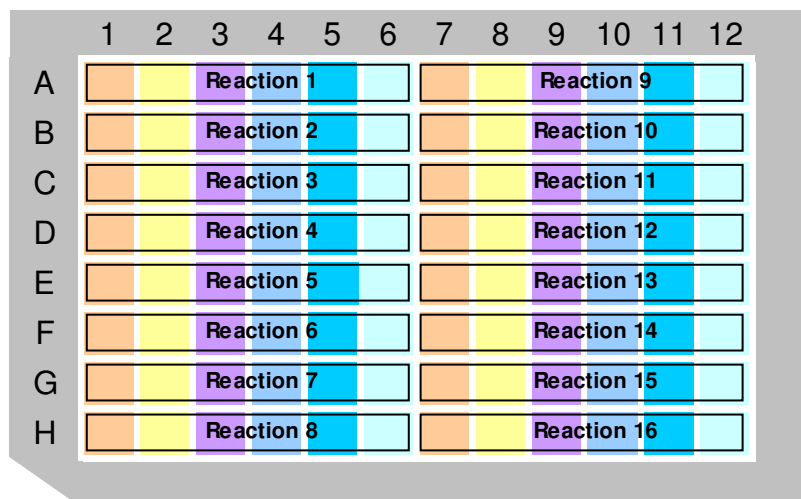 1 2 3 4 5 6 7 8 9 10 11 12
A Reaction 1 Reaction 9
B Reaction 2 Reaction 10
C Reaction 3 Reaction 11
D Reaction 4 Reaction 12
E Reaction 5 Reaction 13
F Reaction 6 Reaction 14
G Reaction 7 Reaction 15
H Reaction 8 Reaction 16